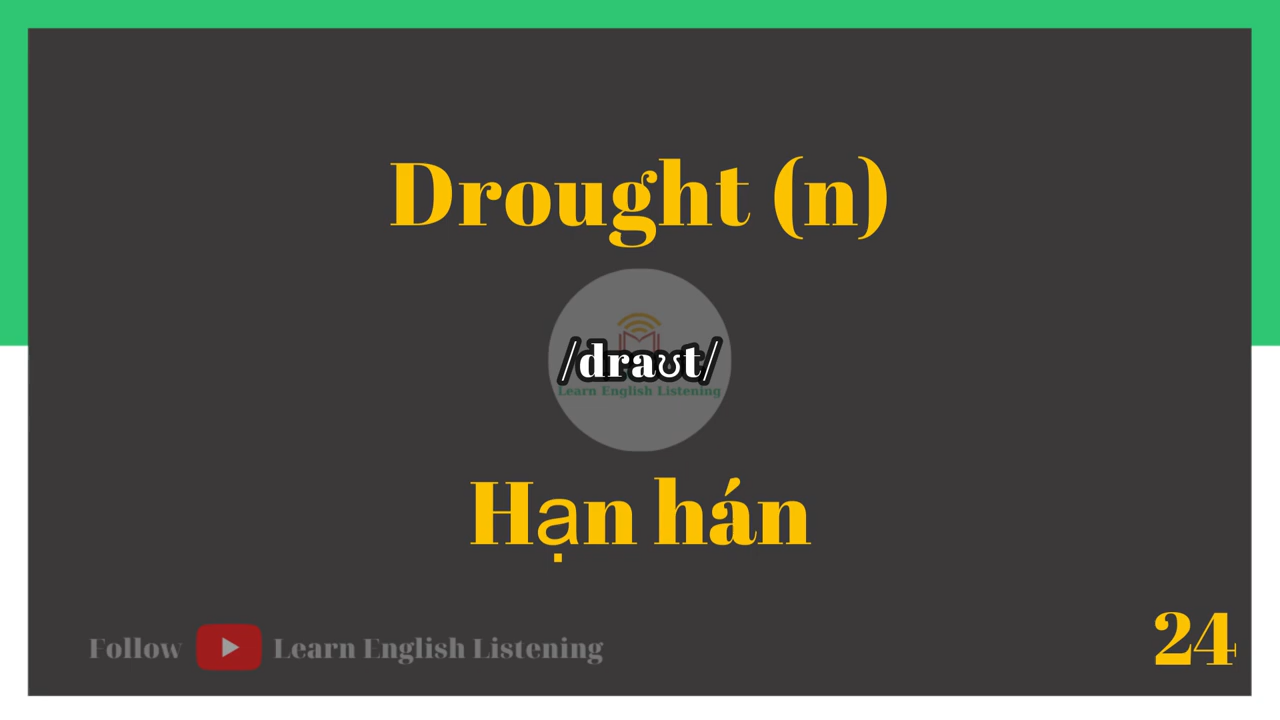 Drought (n)
/draʊt/
Learn English Listening
Hạn hán
Follow Learn English Listening
24